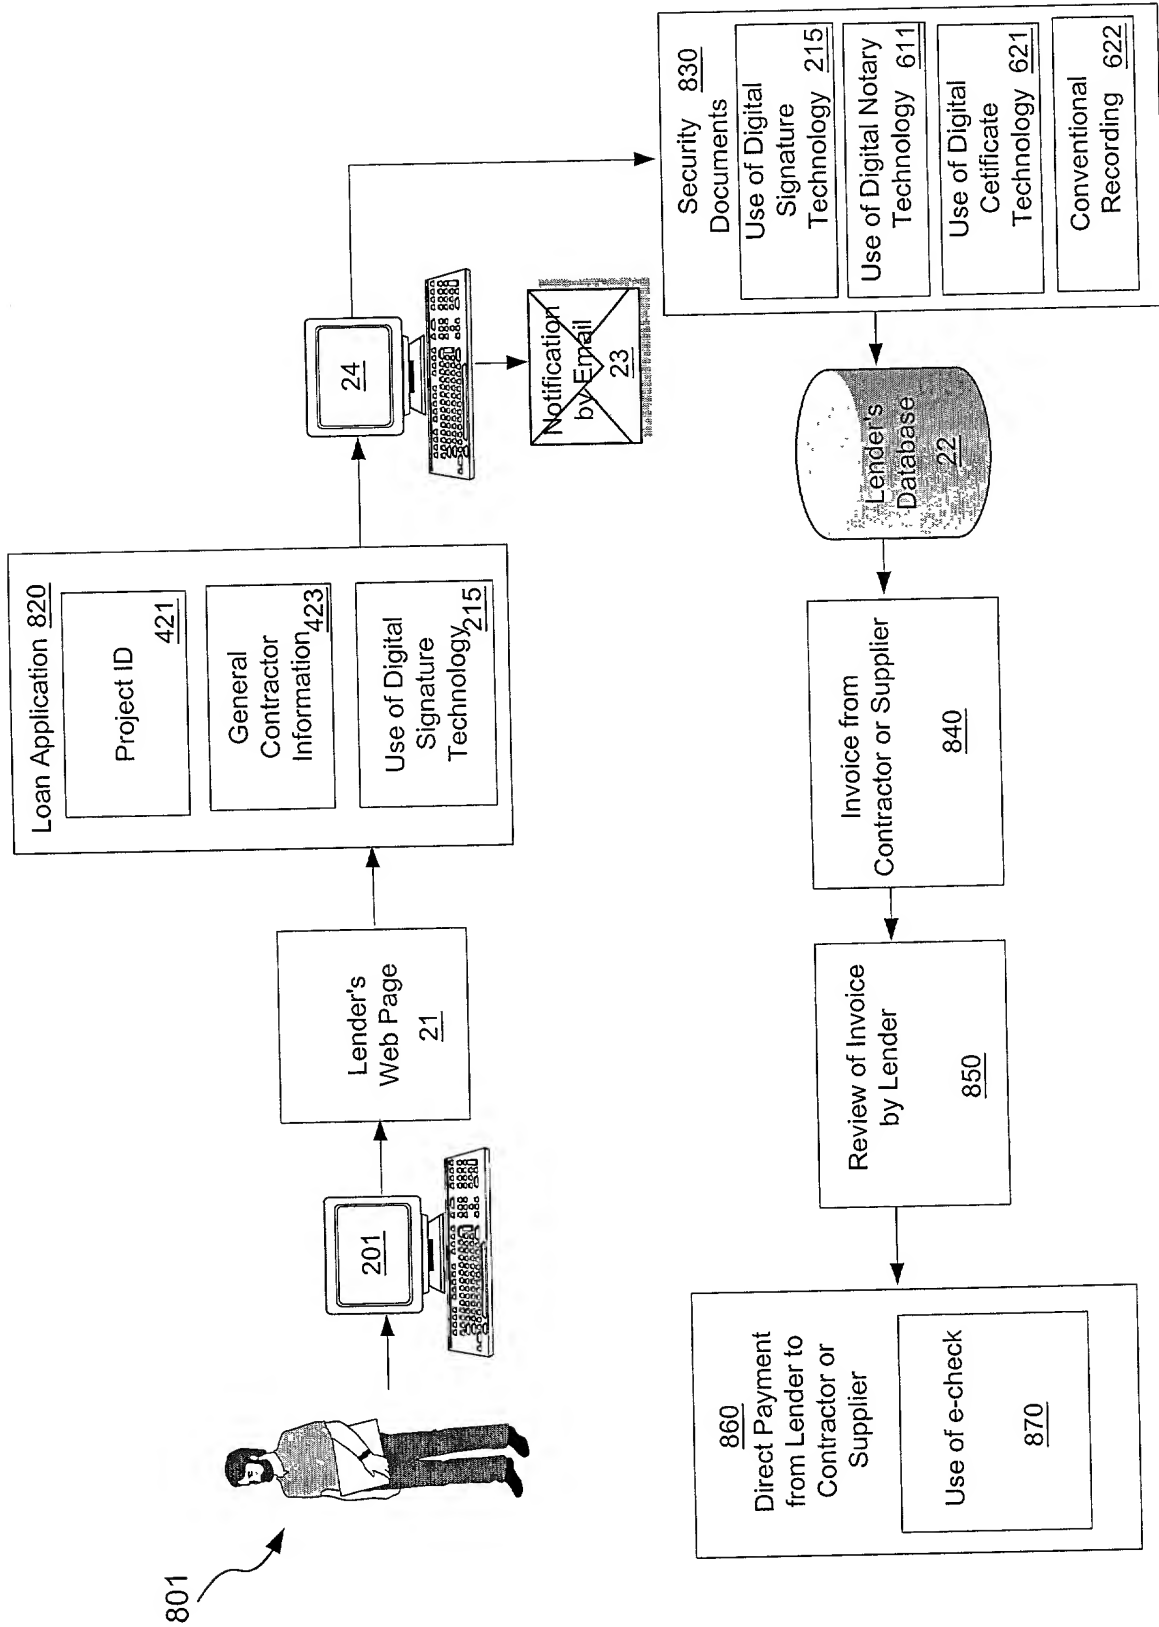 801
201
Lender's
Web Page
21
Loan Application 820
Project ID
421
General
Contractor
Information
423
Use of Digital
Signature
Technology
215
24
Notification
by Email
23
Security
Documents
830
Use of Digital
Signature
Technology
215
Use of Digital Notary
Technology
611
Use of Digital
Cetificate
Technology
621
Conventional
Recording
622
Lender's
Database
22
Invoice from
Contractor or Supplier
840
Review of Invoice
by Lender
850
860
Direct Payment
from Lender to
Contractor or
Supplier
Use of e-check
870